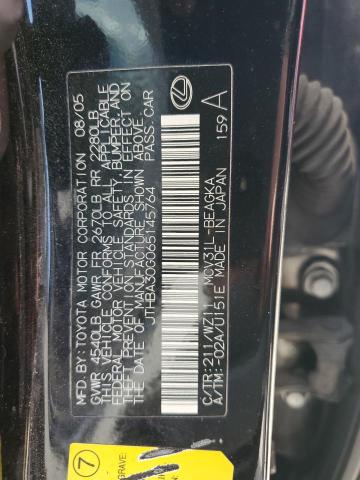 MFD.BY:TOYOTA MOTOR CORPORATION 08/05
GVWR 4540LB GAWR FR 2670LB RR 2280LB
THIS VEHICLE CONFORMS TO ALL APPLICABLE
FEDERAL MOTOR VEHICLE SAFETY, BUMPER, AND
THEFT PREVENTION STANDARDS IN EFFECT ON
THE DATE OF MANUFACTURE SHOWN ABOVE.
JTHBA30G065145764 PASS.CAR
C/TR:211/WZ11 MCV31L-BEAGKA
A/TM:-02A/U151E MADE IN JAPAN
159 A
7
ENGRAVE: